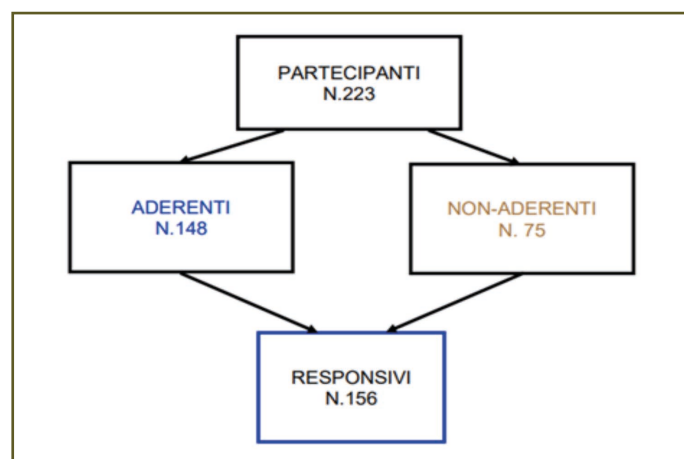 PARTECIPANTI
N.223
ADERENTI
N.148
NON-ADERENTI
N. 75
RESPONSIVI
N.156